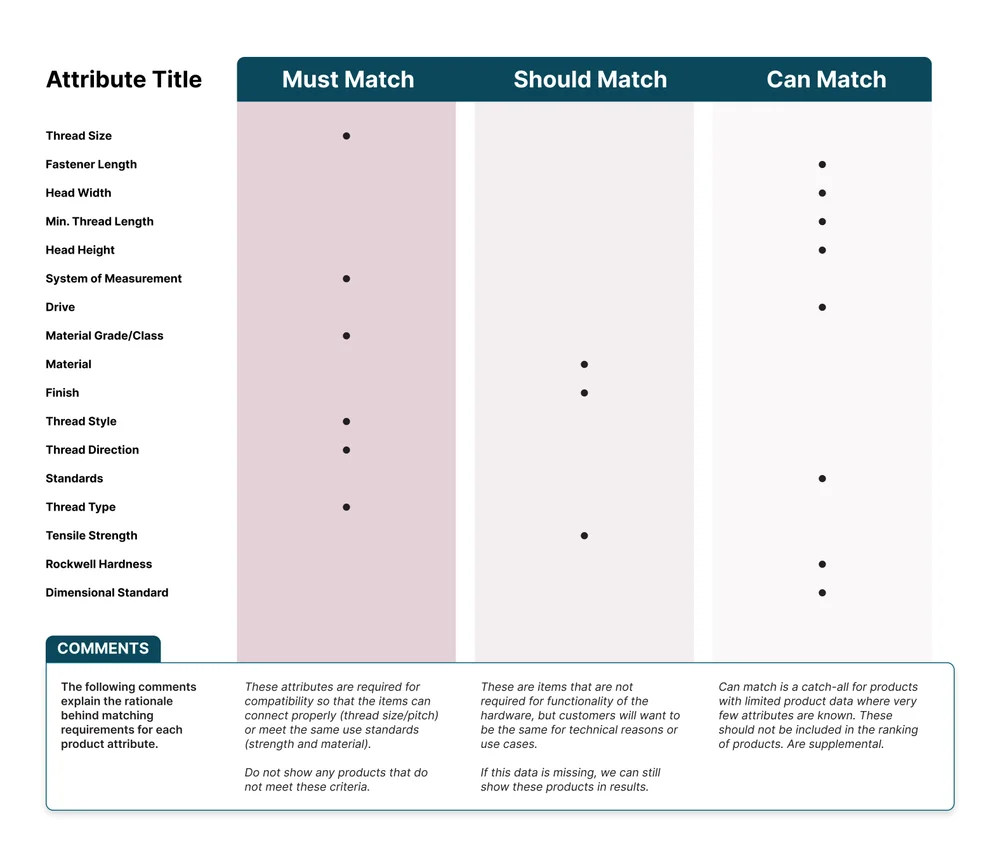 Attribute Title
Must Match
Should Match
Can Match
Thread Size
Fastener Length
Head Width
Min. Thread Length
Head Height
System of Measurement
Drive
Material Grade/Class
Material
Finish
Thread Style
Thread Direction
Standards
Thread Type
Tensile Strength
Rockwell Hardness
Dimensional Standard
COMMENTS
The following comments
explain the rationale
behind matching
requirements for each
product attribute.
These attributes are required for
compatibility so that the items can
connect properly (thread size/pitch)
or meet the same use standards
(strength and material).
Do not show any products that do
not meet these criteria.
These are items that are not
required for functionality of the
hardware, but customers will want to
be the same for technical reasons or
use cases.
If this data is missing, we can still
show these products in results.
Can match is a catch-all for products
with limited product data where very
few attributes are known. These
should not be included in the ranking
of products. Are supplemental.